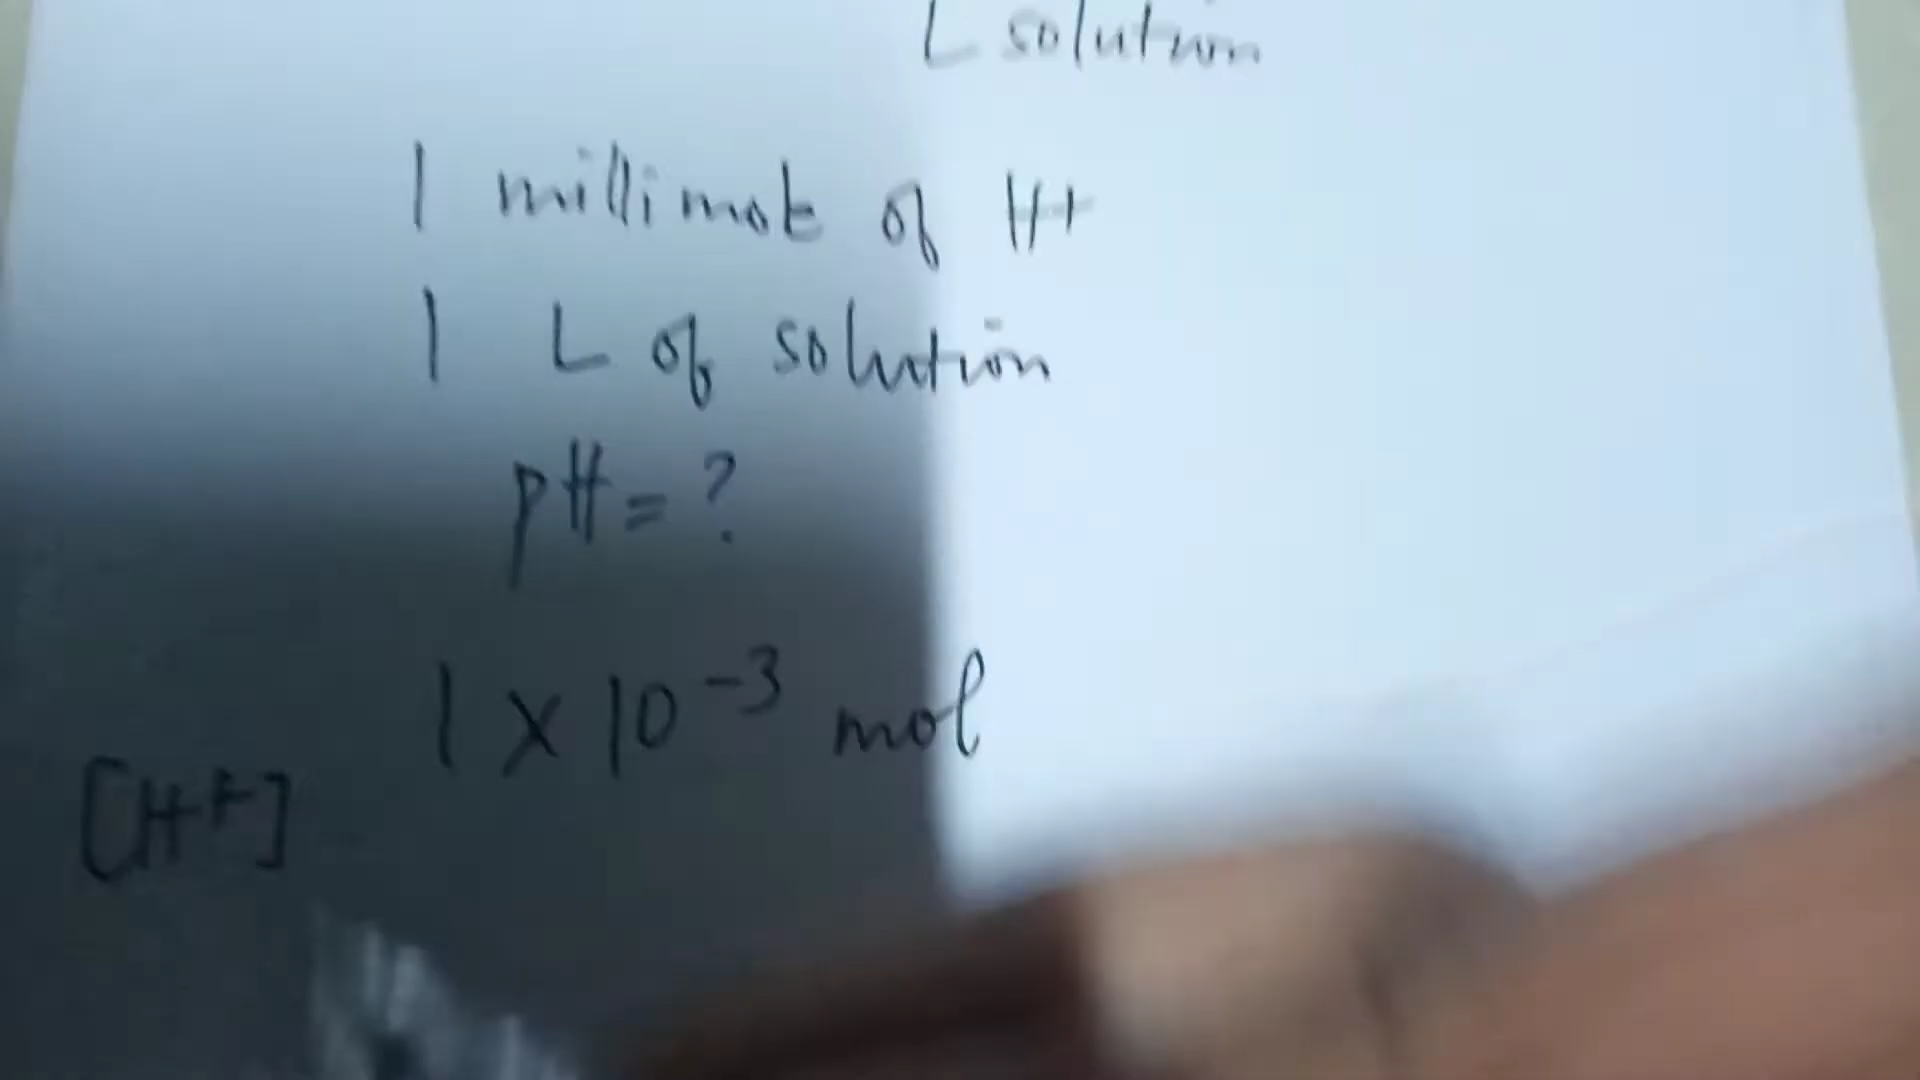 L solution
1 millimole of H+
1 L of solution
pH = ?
1 x 10⁻³ mol
[H+]